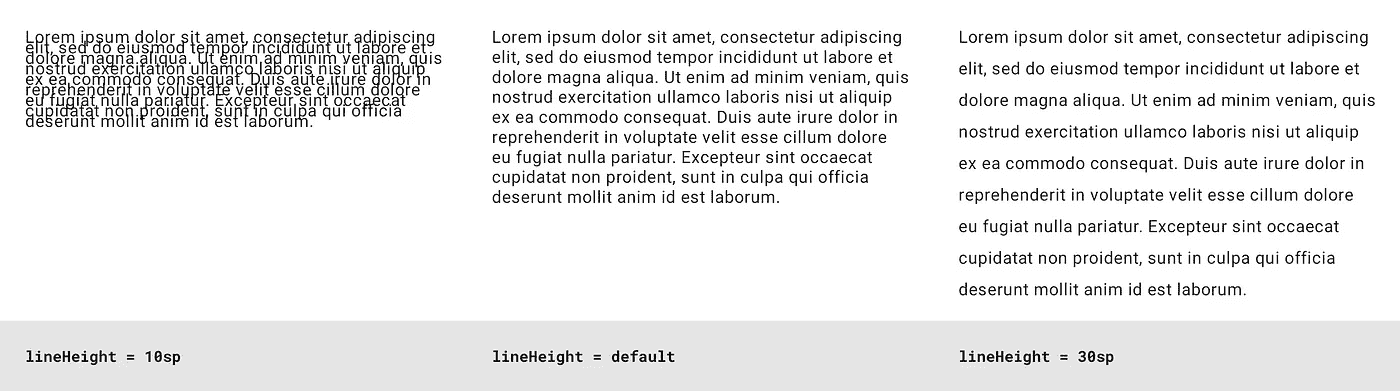 Lorem ipsum dolor sit amet, consectetur adipiscing
elit, sed do eiusmod tempor incididunt ut labore et
dolore magna aliqua. Ut enim ad minim veniam, quis
nostrud exercitation ullamco laboris nisi ut aliquip
ex ea commodo consequat. Duis aute irure dolor in
reprehenderit in voluptate velit esse cillum dolore
eu fugiat nulla pariatur. Excepteur sint occaecat
cupidatat non proident, sunt in culpa qui officia
deserunt mollit anim id est laborum.
lineHeight = 10sp
Lorem ipsum dolor sit amet, consectetur adipiscing
elit, sed do eiusmod tempor incididunt ut labore et
dolore magna aliqua. Ut enim ad minim veniam, quis
nostrud exercitation ullamco laboris nisi ut aliquip
ex ea commodo consequat. Duis aute irure dolor in
reprehenderit in voluptate velit esse cillum dolore
eu fugiat nulla pariatur. Excepteur sint occaecat
cupidatat non proident, sunt in culpa qui officia
deserunt mollit anim id est laborum.
lineHeight = default
Lorem ipsum dolor sit amet, consectetur adipiscing
elit, sed do eiusmod tempor incididunt ut labore et
dolore magna aliqua. Ut enim ad minim veniam, quis
nostrud exercitation ullamco laboris nisi ut aliquip
ex ea commodo consequat. Duis aute irure dolor in
reprehenderit in voluptate velit esse cillum dolore
eu fugiat nulla pariatur. Excepteur sint occaecat
cupidatat non proident, sunt in culpa qui officia
deserunt mollit anim id est laborum.
lineHeight = 30sp